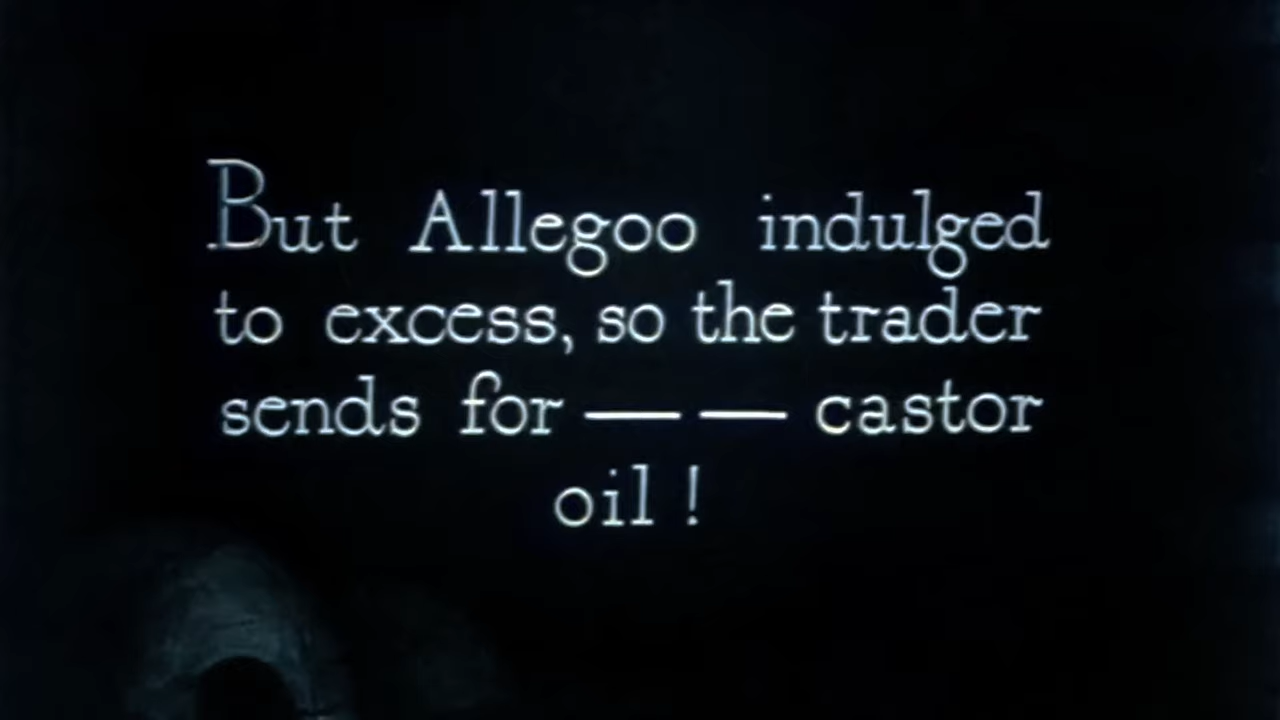 But Allegoo indulged
to excess, so the trader
sends for — — castor
oil !